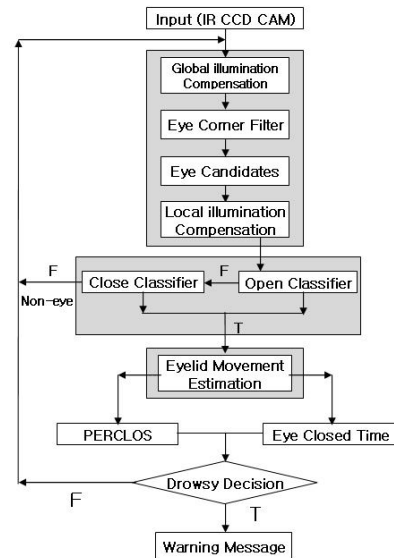 Input (IR CCD CAM)
Global illumination
Compensation
Eye Corner Filter
Eye Candidates
Local illumination
Compensation
F
Close Classifier
F
Open Classifier
Non-eye
T
Eyelid Movement
Estimation
PERCLOS
Eye Closed Time
Drowsy Decision
F
T
Warning Message